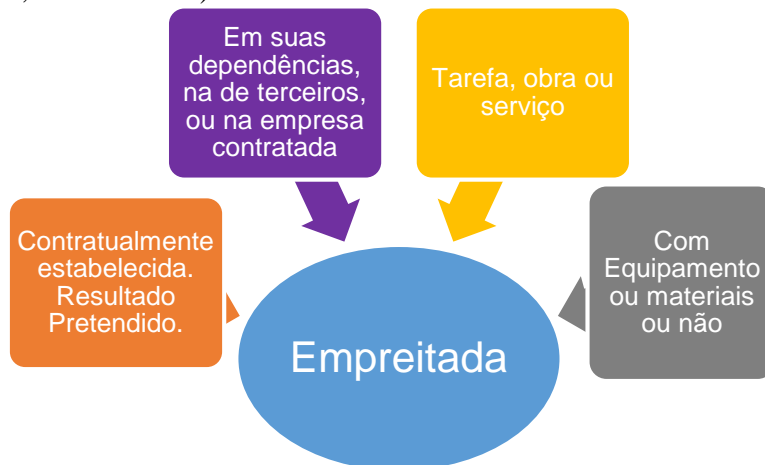 Em suas
dependências,
na de terceiros,
ou na empresa
contratada
Tarefa, obra ou
serviço
Contratualmente
estabelecida.
Resultado
Pretendido.
Com
Equipamento
ou materiais
ou não
Empreitada